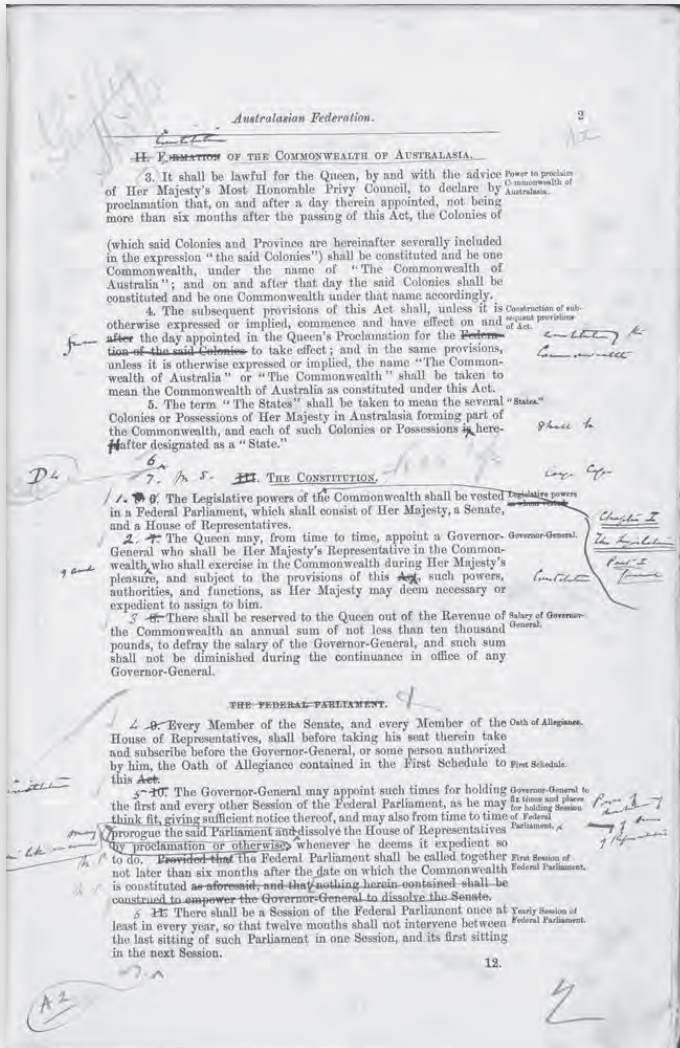 Australasian Federation.
2
II. FORMATION OF THE COMMONWEALTH OF AUSTRALASIA.
3. It shall be lawful for the Queen, by and with the advice
Power to proclaim
of Her Majesty's Most Honorable Privy Council, to declare by
Commonwealth of
proclamation that, on and after a day therein appointed, not being
Australasia.
more than six months after the passing of this Act, the Colonies of
(which said Colonies and Province are hereinafter severally included
in the expression "the said Colonies") shall be constituted and be one
Commonwealth, under the name of "The Commonwealth of
Australia"; and on and after that day the said Colonies shall be
constituted and be one Commonwealth under that name accordingly.
4. The subsequent provisions of this Act shall, unless it is
Construction of sub-
otherwise expressed or implied, commence and have effect on and
sequent provisions
of Act.
from
after the day appointed in the Queen's Proclamation for the Federa-
constituting the
tion of the said Colonies to take effect; and in the same provisions,
Commonwealth
unless it is otherwise expressed or implied, the name "The Common-
wealth of Australia" or "The Commonwealth" shall be taken to
mean the Commonwealth of Australia as constituted under this Act.
5. The term "The States" shall be taken to mean the several
"States."
Colonies or Possessions of Her Majesty in Australasia forming part of
the Commonwealth, and each of such Colonies or Possessions is here-
shall be
after designated as a "State."
6
7.
III. THE CONSTITUTION.
1. 6. The Legislative powers of the Commonwealth shall be vested
Legislative powers
in whom vested
in a Federal Parliament, which shall consist of Her Majesty, a Senate,
and a House of Representatives.
Chapter I
The Legislature
Part I
2. 7. The Queen may, from time to time, appoint a Governor-
Governor-General.
General who shall be Her Majesty's Representative in the Common-
and
wealth, who shall exercise in the Commonwealth during Her Majesty's
pleasure, and subject to the provisions of this Act, such powers,
Constitution
authorities, and functions, as Her Majesty may deem necessary or
expedient to assign to him.
3 8. There shall be reserved to the Queen out of the Revenue of
Salary of Governor-
General.
the Commonwealth an annual sum of not less than ten thousand
pounds, to defray the salary of the Governor-General, and such sum
shall not be diminished during the continuance in office of any
Governor-General.
THE FEDERAL PARLIAMENT.
4 9. Every Member of the Senate, and every Member of the
Oath of Allegiance.
House of Representatives, shall before taking his seat therein take
and subscribe before the Governor-General, or some person authorized
by him, the Oath of Allegiance contained in the First Schedule to
First Schedule.
this Act.
5 10. The Governor-General may appoint such times for holding
Governor-General to
the first and every other Session of the Federal Parliament, as he may
fix times and places
for holding Session
think fit, giving sufficient notice thereof, and may also from time to time
of Federal
may
prorogue the said Parliament and dissolve the House of Representatives
Parliament.
by proclamation or otherwise, whenever he deems it expedient so
to do. Provided that the Federal Parliament shall be called together
First Session of
not later than six months after the date on which the Commonwealth
Federal Parliament.
is constituted as aforesaid, and that nothing herein contained shall be
construed to empower the Governor-General to dissolve the Senate.
6 11. There shall be a Session of the Federal Parliament once at
Yearly Session of
least in every year, so that twelve months shall not intervene between
Federal Parliament.
the last sitting of such Parliament in one Session, and its first sitting
in the next Session.
12.
A 2